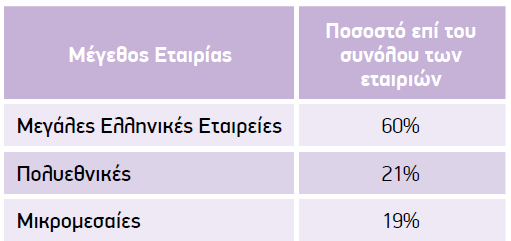 Μέγεθος Εταιρίας
Ποσοστό επί του
συνόλου των
εταιριών
Μεγάλες Ελληνικές Εταιρείες 60%
Πολυεθνικές 21%
Μικρομεσαίες 19%